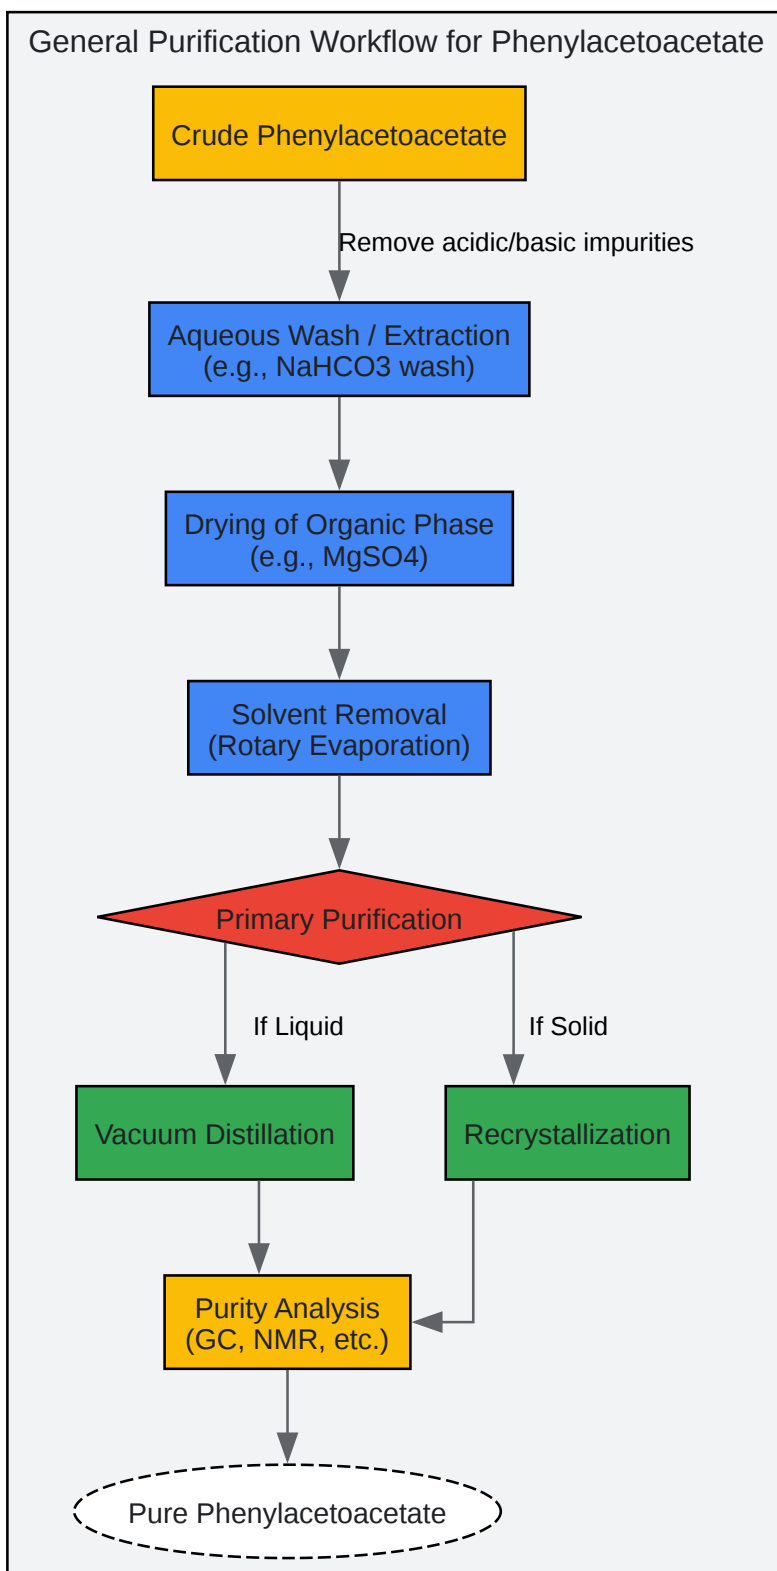 General Purification Workflow for Phenylacetoacetate
Crude Phenylacetoacetate
Remove acidic/basic impurities
Aqueous Wash / Extraction
(e.g., NaHCO3 wash)
Drying of Organic Phase
(e.g., MgSO4)
Solvent Removal
(Rotary Evaporation)
Primary Purification
If Liquid
If Solid
Vacuum Distillation
Recrystallization
Purity Analysis
(GC, NMR, etc.)
Pure Phenylacetoacetate